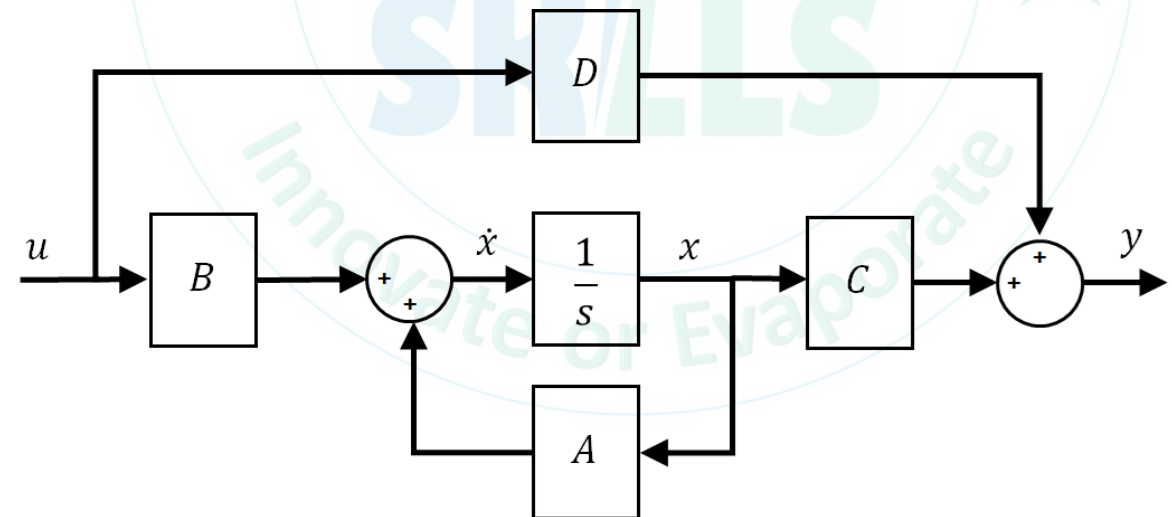 SKILLS
Innovate or Evaporate
D
u
B
+
+
ẋ
1
s
x
C
+
+
y
A